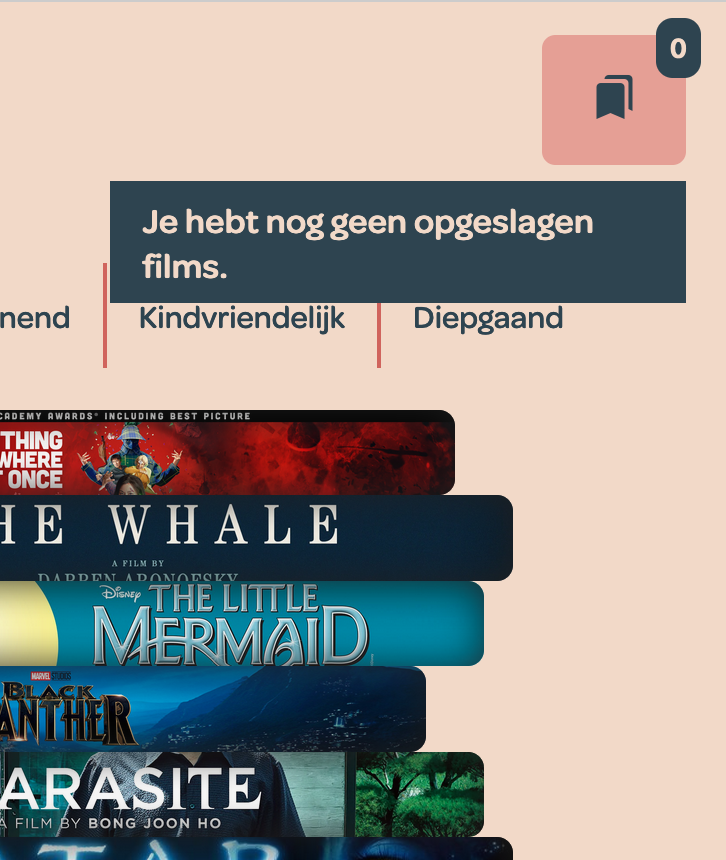 0
Je hebt nog geen opgeslagen
films.
nend
Kindvriendelijk
Diepgaand
CADEMY AWARDS® INCLUDING BEST PICTURE
THING
WHERE
T ONCE
HE WHALE
A FILM BY
DARREN ARONOFSKY
Disney
THE LITTLE
MERMAID
MARVEL STUDIOS
BLACK
ANTHER
ARASITE
A FILM BY BONG JOON HO
TAR